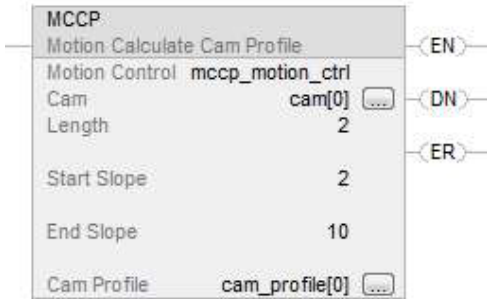 MCCP
Motion Calculate Cam Profile
EN
Motion Control mccp_motion_ctrl
Cam cam[0] ...
DN
Length 2
ER
Start Slope 2
End Slope 10
Cam Profile cam_profile[0] ...